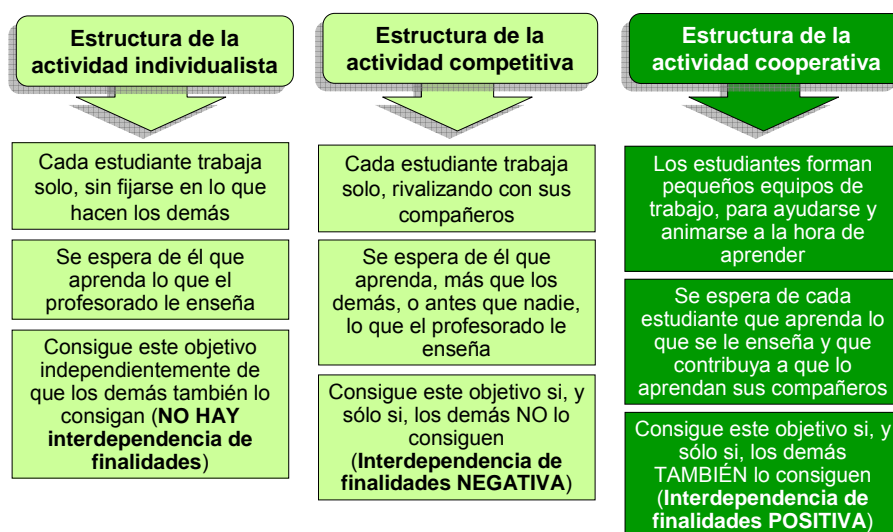 Estructura de la
actividad individualista
Cada estudiante trabaja
solo, sin fijarse en lo que
hacen los demás
Se espera de él que
aprenda lo que el
profesorado le enseña
Consigue este objetivo
independientemente de
que los demás también lo
consigan (NO HAY
interdependencia de
finalidades)
Estructura de la
actividad competitiva
Cada estudiante trabaja
solo, rivalizando con sus
compañeros
Se espera de él que
aprenda, más que los
demás, o antes que nadie,
lo que el profesorado le
enseña
Consigue este objetivo si, y
sólo si, los demás NO lo
consiguen
(Interdependencia de
finalidades NEGATIVA)
Estructura de la
actividad cooperativa
Los estudiantes forman
pequeños equipos de
trabajo, para ayudarse y
animarse a la hora de
aprender
Se espera de cada
estudiante que aprenda lo
que se le enseña y que
contribuya a que lo
aprendan sus compañeros
Consigue este objetivo si, y
sólo si, los demás
TAMBIÉN lo consiguen
(Interdependencia de
finalidades POSITIVA)